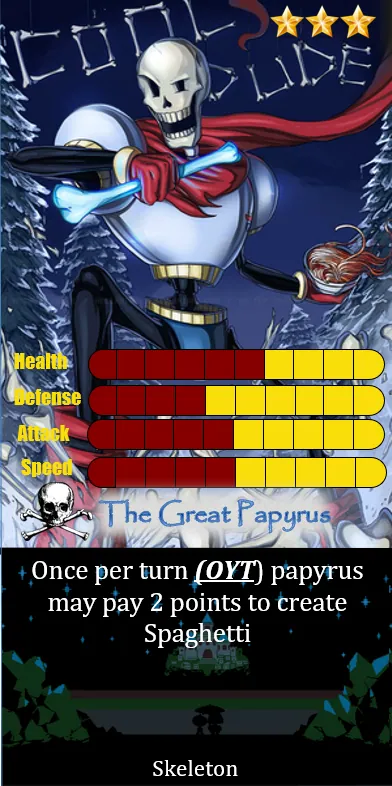 COOL
DUDE
Health
Defense
Attack
Speed
The Great Papyrus
Once per turn (OYT) papyrus
may pay 2 points to create
Spaghetti
Skeleton